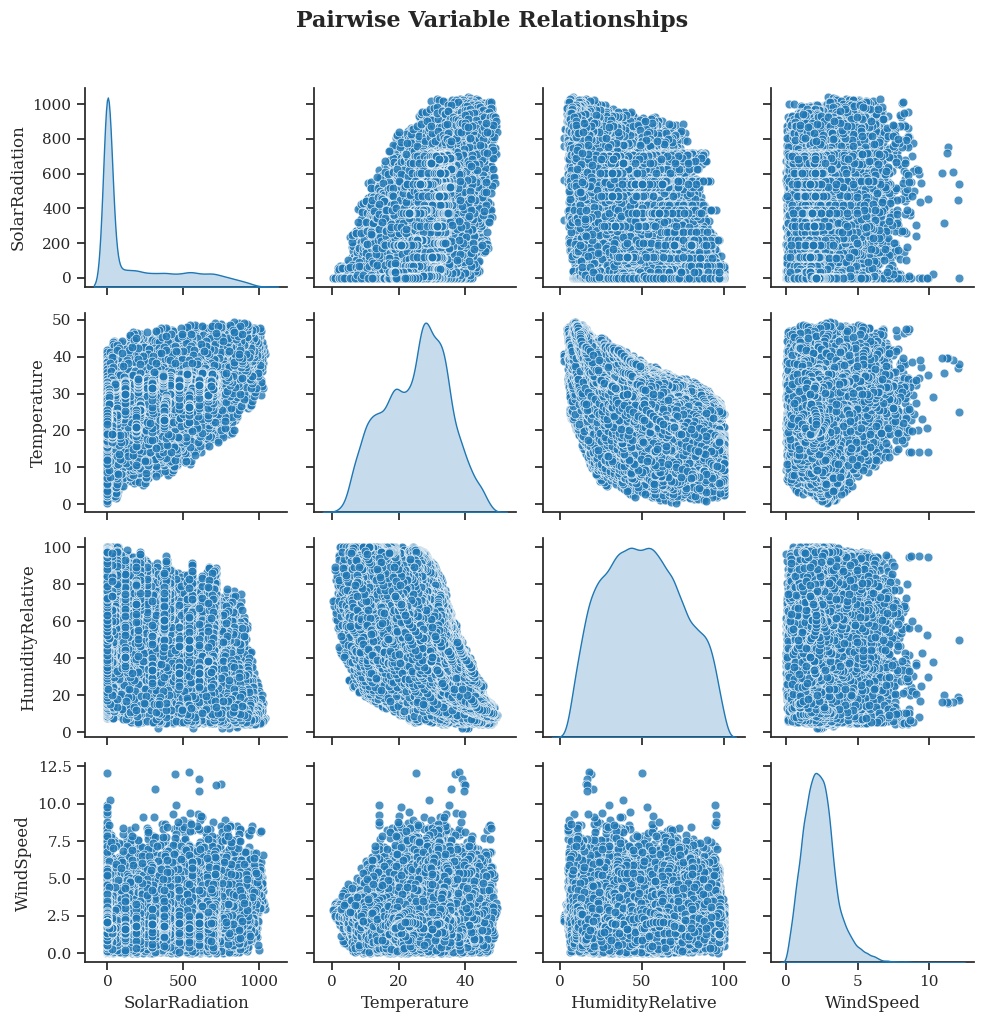 Pairwise Variable Relationships
SolarRadiation
1000
800
600
400
200
0
Temperature
50
40
30
20
10
0
HumidityRelative
100
80
60
40
20
0
WindSpeed
12.5
10.0
7.5
5.0
2.5
0.0
0 500 1000
0 20 40
0 50 100
0 5 10
SolarRadiation
Temperature
HumidityRelative
WindSpeed